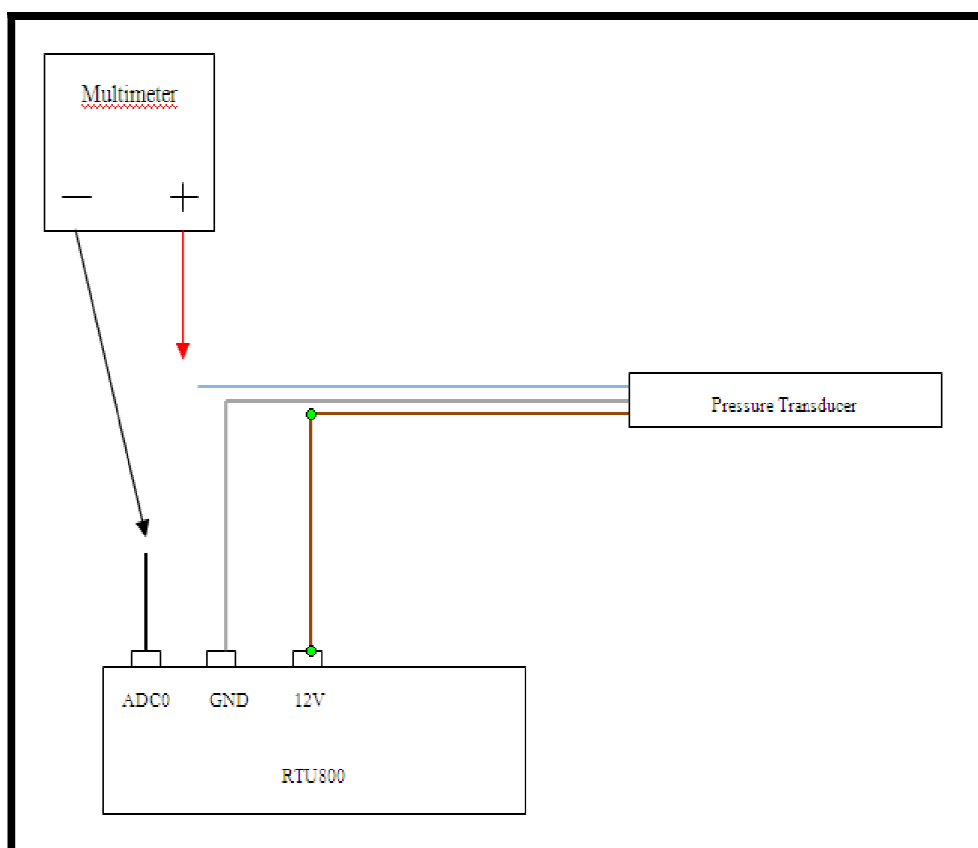 Multimeter
— +
Pressure Transducer
ADC0 GND 12V
RTU800